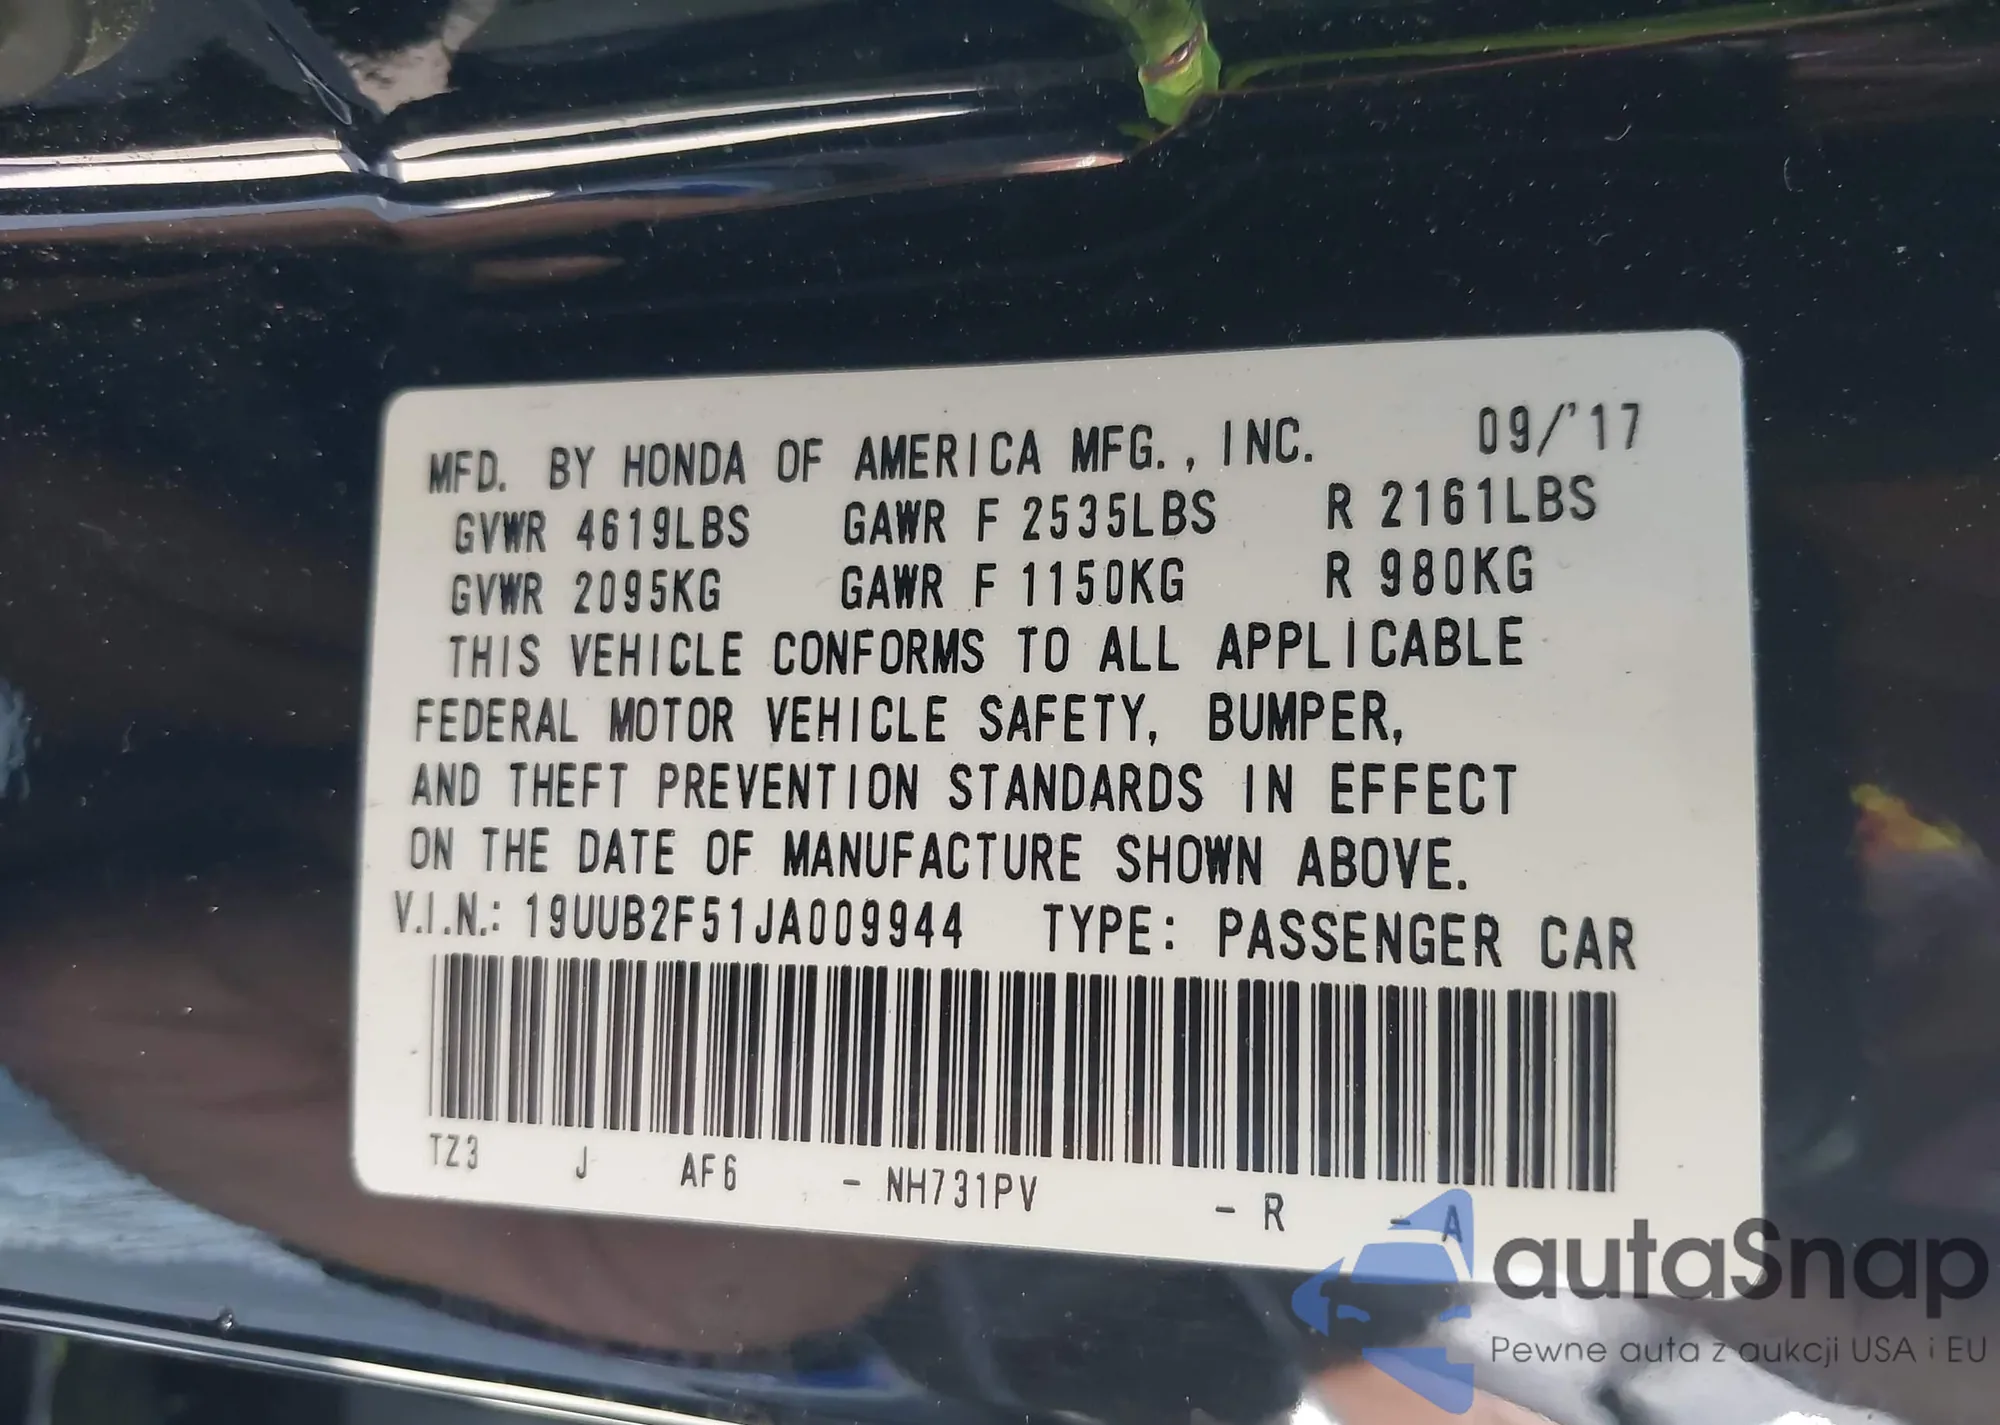 MFD. BY HONDA OF AMERICA MFG., INC. 09/'17
GVWR 4619LBS GAWR F 2535LBS R 2161LBS
GVWR 2095KG GAWR F 1150KG R 980KG
THIS VEHICLE CONFORMS TO ALL APPLICABLE
FEDERAL MOTOR VEHICLE SAFETY, BUMPER,
AND THEFT PREVENTION STANDARDS IN EFFECT
ON THE DATE OF MANUFACTURE SHOWN ABOVE.
V.I.N.: 19UUB2F51JA009944 TYPE: PASSENGER CAR
TZ3 J AF6 - NH731PV - R - A
autaSnap
Pewne auta z aukcji USA i EU